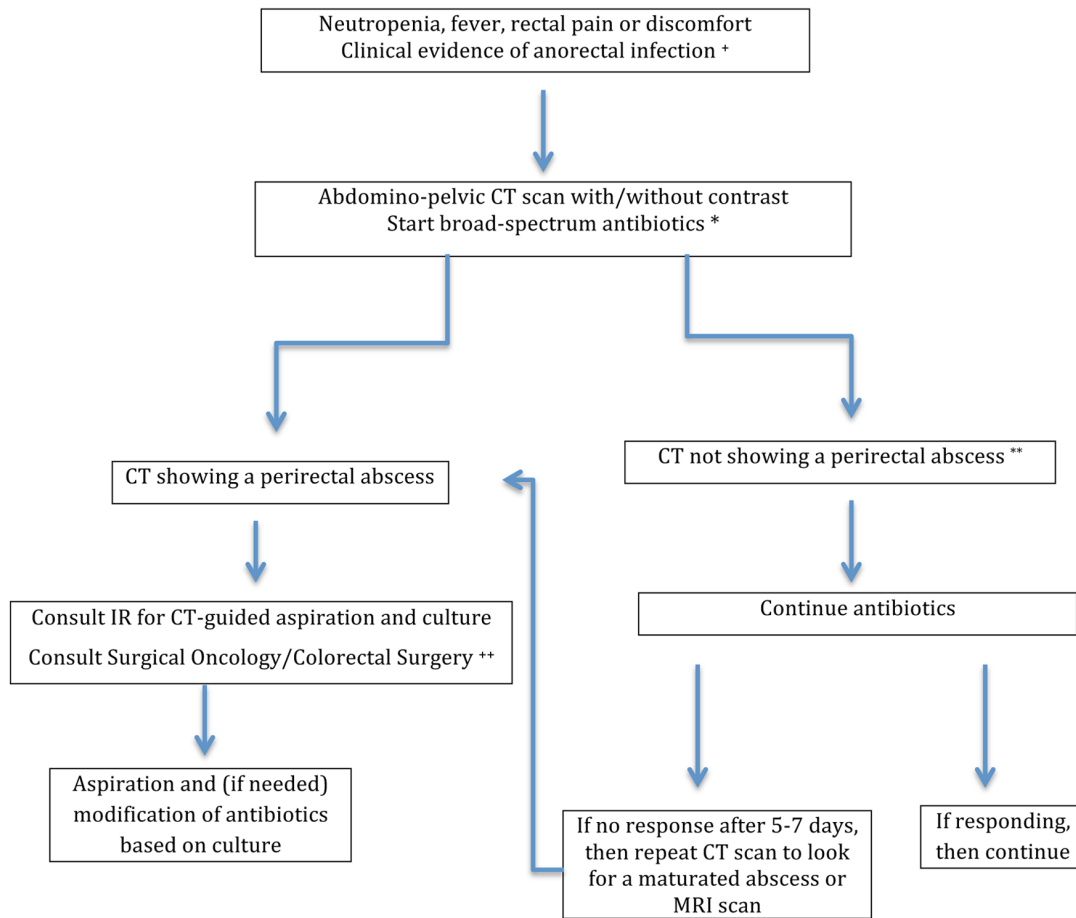 Neutropenia, fever, rectal pain or discomfort
Clinical evidence of anorectal infection +
Abdomino-pelvic CT scan with/without contrast
Start broad-spectrum antibiotics *
CT showing a perirectal abscess
CT not showing a perirectal abscess **
Consult IR for CT-guided aspiration and culture
Consult Surgical Oncology/Colorectal Surgery ++
Continue antibiotics
Aspiration and (if needed)
modification of antibiotics
based on culture
If no response after 5-7 days,
then repeat CT scan to look
for a maturated abscess or
MRI scan
If responding,
then continue